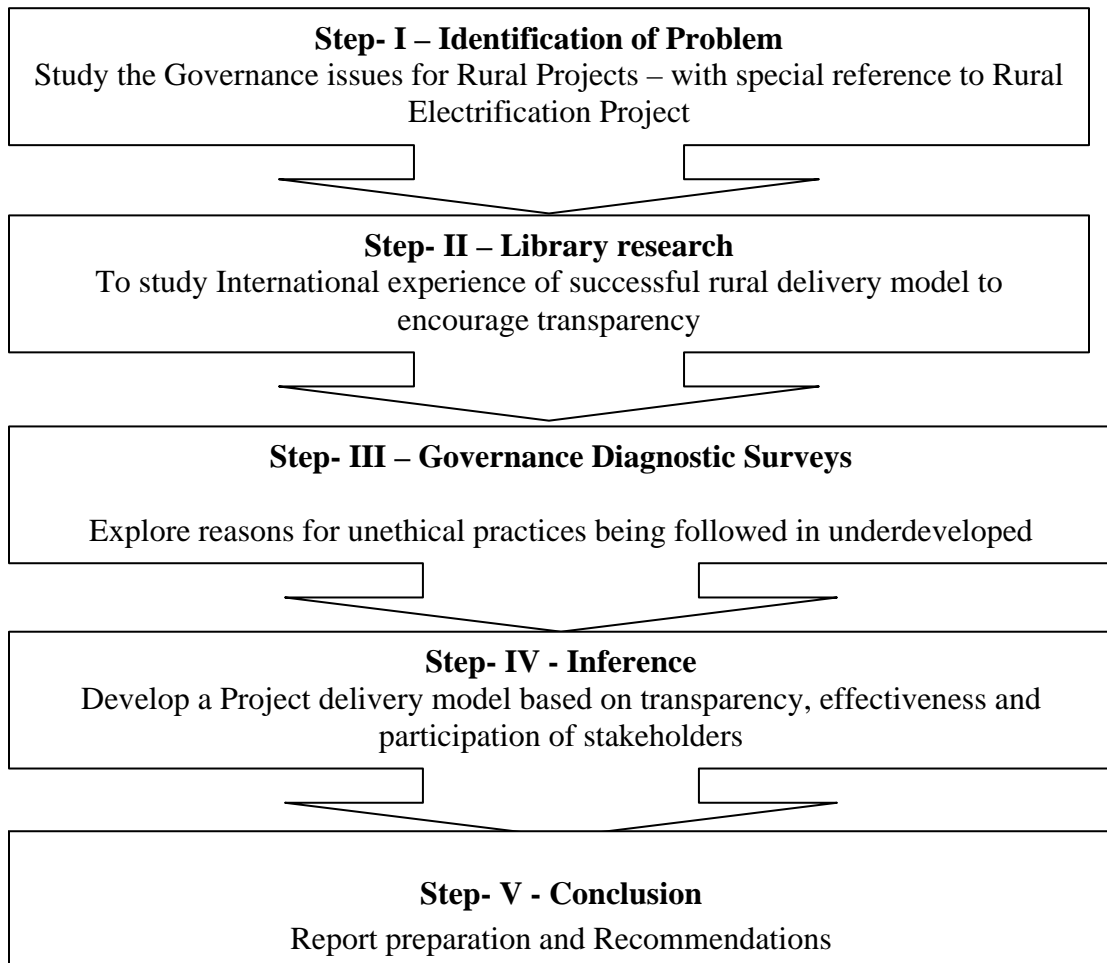 Step- I – Identification of Problem
Study the Governance issues for Rural Projects – with special reference to Rural
Electrification Project
Step- II – Library research
To study International experience of successful rural delivery model to
encourage transparency
Step- III – Governance Diagnostic Surveys
Explore reasons for unethical practices being followed in underdeveloped
Step- IV - Inference
Develop a Project delivery model based on transparency, effectiveness and
participation of stakeholders
Step- V - Conclusion
Report preparation and Recommendations